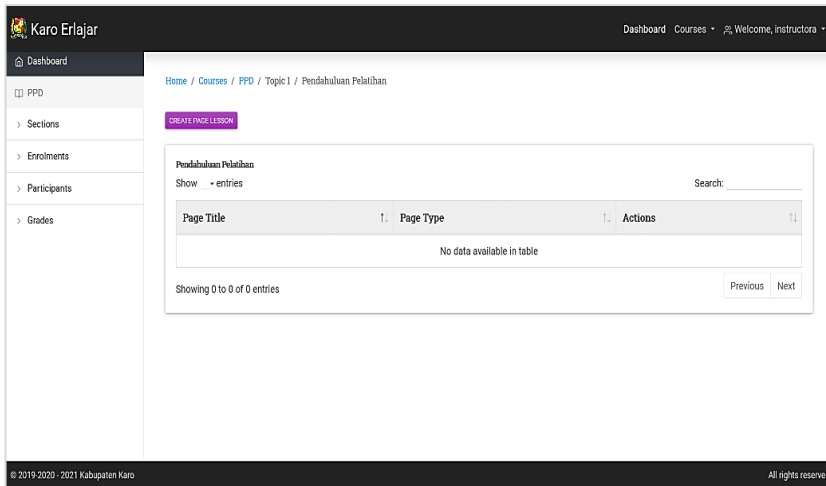 Karo Erlajar
Dashboard Courses Welcome, instructora
Dashboard
PPD
Sections
Enrolments
Participants
Grades
Home / Courses / PPD / Topic 1 / Pendahuluan Pelatihan
CREATE PAGE LESSON
Pendahuluan Pelatihan
Show entries Search:
Page Title Page Type Actions
No data available in table
Showing 0 to 0 of 0 entries
Previous Next
© 2019-2020 - 2021 Kabupaten Karo All rights reserve